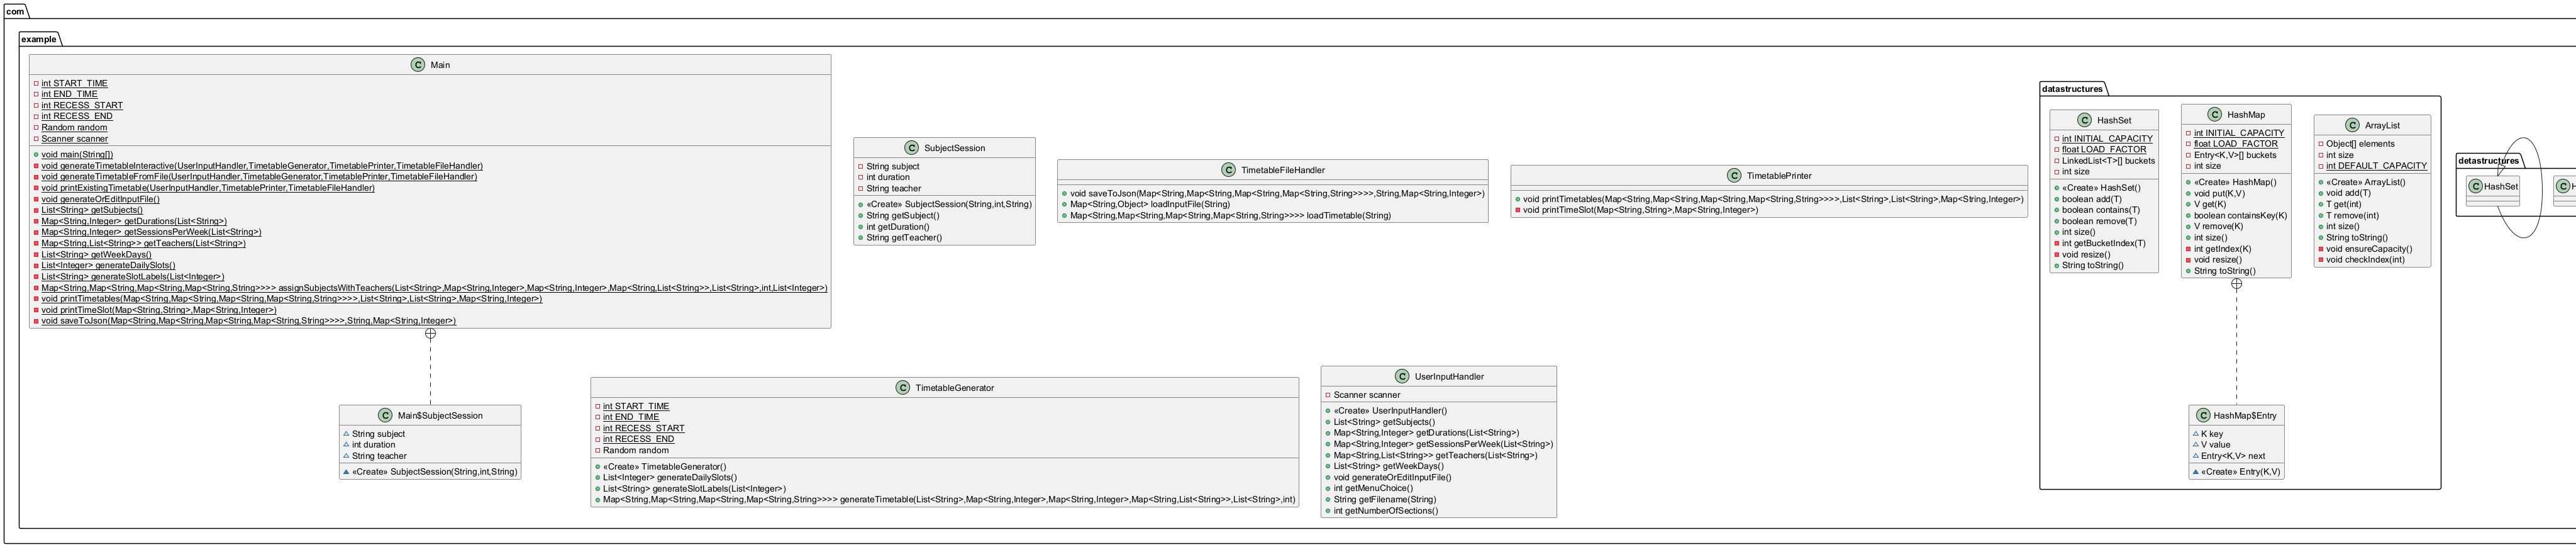 com
example
Main
int START_TIME
int END_TIME
int RECESS_START
int RECESS_END
Random random
Scanner scanner
void main(String[])
void generateTimetableInteractive(UserInputHandler,TimetableGenerator,TimetablePrinter,TimetableFileHandler)
void generateTimetableFromFile(UserInputHandler,TimetableGenerator,TimetablePrinter,TimetableFileHandler)
void printExistingTimetable(UserInputHandler,TimetablePrinter,TimetableFileHandler)
void generateOrEditInputFile()
List<String> getSubjects()
Map<String,Integer> getDurations(List<String>)
Map<String,Integer> getSessionsPerWeek(List<String>)
Map<String,List<String>> getTeachers(List<String>)
List<String> getWeekDays()
List<Integer> generateDailySlots()
List<String> generateSlotLabels(List<Integer>)
Map<String,Map<String,Map<String,Map<String,String>>>> assignSubjectsWithTeachers(List<String>,Map<String,Integer>,Map<String,Integer>,Map<String,List<String>>,List<String>,int,List<Integer>)
void printTimetables(Map<String,Map<String,Map<String,Map<String,String>>>>,List<String>,List<String>,Map<String,Integer>)
void printTimeSlot(Map<String,String>,Map<String,Integer>)
void saveToJson(Map<String,Map<String,Map<String,Map<String,String>>>>,String,Map<String,Integer>)
SubjectSession
String subject
int duration
String teacher
«Create» SubjectSession(String,int,String)
String getSubject()
int getDuration()
String getTeacher()
TimetableFileHandler
void saveToJson(Map<String,Map<String,Map<String,Map<String,String>>>>,String,Map<String,Integer>)
Map<String,Object> loadInputFile(String)
Map<String,Map<String,Map<String,Map<String,String>>>> loadTimetable(String)
TimetablePrinter
void printTimetables(Map<String,Map<String,Map<String,Map<String,String>>>>,List<String>,List<String>,Map<String,Integer>)
void printTimeSlot(Map<String,String>,Map<String,Integer>)
datastructures
HashSet
int INITIAL_CAPACITY
float LOAD_FACTOR
LinkedList<T>[] buckets
int size
«Create» HashSet()
boolean add(T)
boolean contains(T)
boolean remove(T)
int size()
int getBucketIndex(T)
void resize()
String toString()
HashMap
int INITIAL_CAPACITY
float LOAD_FACTOR
Entry<K,V>[] buckets
int size
«Create» HashMap()
void put(K,V)
V get(K)
boolean containsKey(K)
V remove(K)
int size()
int getIndex(K)
void resize()
String toString()
ArrayList
Object[] elements
int size
int DEFAULT_CAPACITY
«Create» ArrayList()
void add(T)
T get(int)
T remove(int)
int size()
String toString()
void ensureCapacity()
void checkIndex(int)
detastructures
HashSet
Main$SubjectSession
String subject
int duration
String teacher
«Create» SubjectSession(String,int,String)
TimetableGenerator
int START_TIME
int END_TIME
int RECESS_START
int RECESS_END
Random random
«Create» TimetableGenerator()
List<Integer> generateDailySlots()
List<String> generateSlotLabels(List<Integer>)
Map<String,Map<String,Map<String,Map<String,String>>>> generateTimetable(List<String>,Map<String,Integer>,Map<String,Integer>,Map<String,List<String>>,List<String>,int)
UserInputHandler
Scanner scanner
«Create» UserInputHandler()
List<String> getSubjects()
Map<String,Integer> getDurations(List<String>)
Map<String,Integer> getSessionsPerWeek(List<String>)
Map<String,List<String>> getTeachers(List<String>)
List<String> getWeekDays()
void generateOrEditInputFile()
int getMenuChoice()
String getFilename(String)
int getNumberOfSections()
HashMap$Entry
K key
V value
Entry<K,V> next
«Create» Entry(K,V)